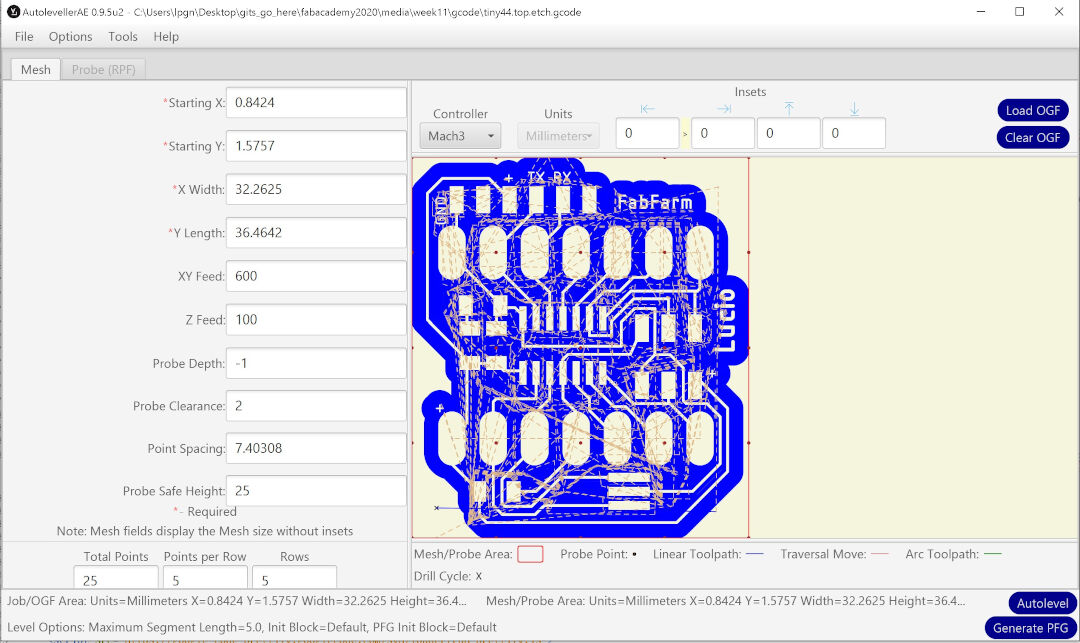 AutolevellerAE 0.9.5u2 - C:\Users\lpgn\Desktop\gits_go_here\fabacademy2020\media\week11\gcode\tiny44.top.etch.gcode
File Options Tools Help
Mesh Probe (RPF)
*Starting X: 0.8424
*Starting Y: 1.5757
*X Width: 32.2625
*Y Length: 36.4642
XY Feed: 600
Z Feed: 100
Probe Depth: -1
Probe Clearance: 2
Point Spacing: 7.40308
Probe Safe Height: 25
*- Required
Note: Mesh fields display the Mesh size without insets
Total Points Points per Row Rows
25 5 5
Insets
Controller Units
Mach3 Millimeters 0 > 0 0 0
Load OGF
Clear OGF
+ TX RX
GND
FabFarm
Lucio
+
+
Mesh/Probe Area: Probe Point: Linear Toolpath: Traversal Move: Arc Toolpath:
Drill Cycle: X
Job/OGF Area: Units=Millimeters X=0.8424 Y=1.5757 Width=32.2625 Height=36.4... Mesh/Probe Area: Units=Millimeters X=0.8424 Y=1.5757 Width=32.2625 Height=36.4...
Autolevel
Level Options: Maximum Segment Length=5.0, Init Block=Default, PFG Init Block=Default
Generate PFG